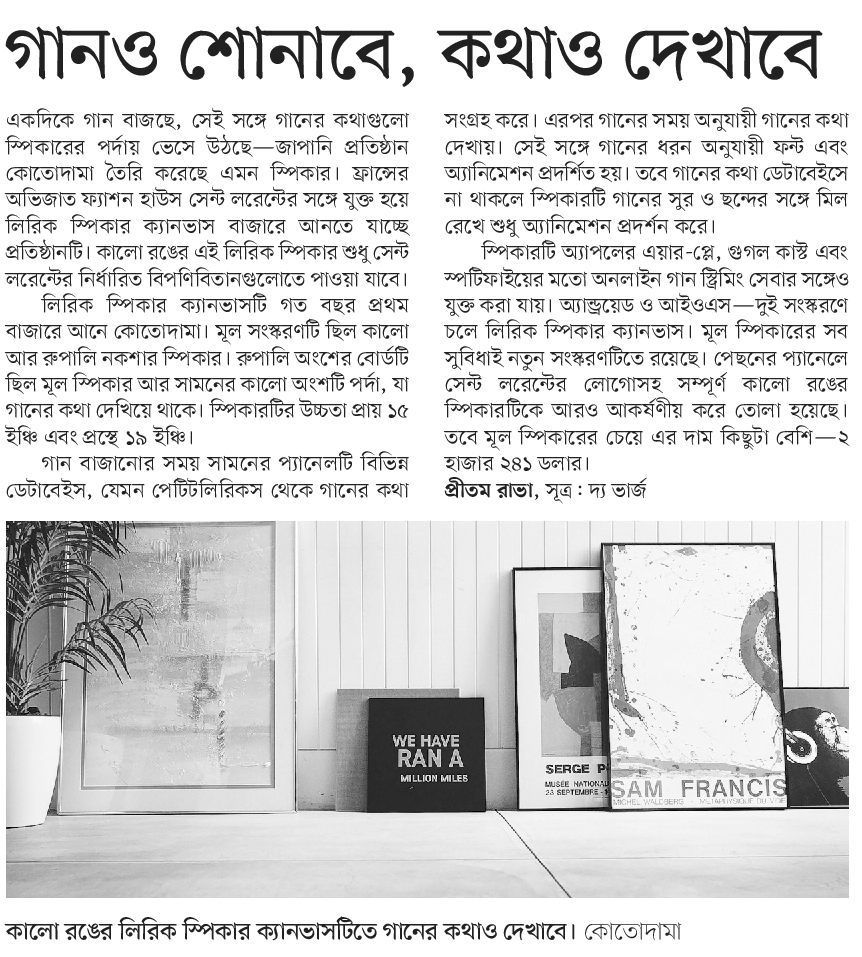 গানও শোনাবে, কথাও দেখাবে
একদিকে গান বাজছে, সেই সঙ্গে গানের কথাগুলো
স্পিকারের পর্দায় ভেসে উঠছে—জাপানি প্রতিষ্ঠান
কোতোদামা তৈরি করেছে এমন স্পিকার। ফ্রান্সের
অভিজাত ফ্যাশন হাউস সেন্ট লরেন্টের সঙ্গে যুক্ত হয়ে
লিরিক স্পিকার ক্যানভাস বাজারে আনতে যাচ্ছে
প্রতিষ্ঠানটি। কালো রঙের এই লিরিক স্পিকার শুধু সেন্ট
লরেন্টের নির্ধারিত বিপণিবিতানগুলোতে পাওয়া যাবে।
লিরিক স্পিকার ক্যানভাসটি গত বছর প্রথম
বাজারে আনে কোতোদামা। মূল সংস্করণটি ছিল কালো
আর রুপালি নকশার স্পিকার। রুপালি অংশের বোর্ডটি
ছিল মূল স্পিকার আর সামনের কালো অংশটি পর্দা, যা
গানের কথা দেখিয়ে থাকে। স্পিকারটির উচ্চতা প্রায় ১৫
ইঞ্চি এবং প্রস্থে ১৯ ইঞ্চি।
গান বাজানোর সময় সামনের প্যানেলটি বিভিন্ন
ডেটাবেইস, যেমন পেটিটলিরিকস থেকে গানের কথা
সংগ্রহ করে। এরপর গানের সময় অনুযায়ী গানের কথা
দেখায়। সেই সঙ্গে গানের ধরন অনুযায়ী ফন্ট এবং
অ্যানিমেশন প্রদর্শিত হয়। তবে গানের কথা ডেটাবেইসে
না থাকলে স্পিকারটি গানের সুর ও ছন্দের সঙ্গে মিল
রেখে শুধু অ্যানিমেশন প্রদর্শন করে।
স্পিকারটি অ্যাপলের এয়ার-প্লে, গুগল কাস্ট এবং
স্পটিফাইয়ের মতো অনলাইন গান স্ট্রিমিং সেবার সঙ্গেও
যুক্ত করা যায়। অ্যান্ড্রয়েড ও আইওএস—দুই সংস্করণে
চলে লিরিক স্পিকার ক্যানভাস। মূল স্পিকারের সব
সুবিধাই নতুন সংস্করণটিতে রয়েছে। পেছনের প্যানেলে
সেন্ট লরেন্টের লোগোসহ সম্পূর্ণ কালো রঙের
স্পিকারটিকে আরও আকর্ষণীয় করে তোলা হয়েছে।
তবে মূল স্পিকারের চেয়ে এর দাম কিছুটা বেশি—২
হাজার ২৪১ ডলার।
প্রীতম রাভা, সূত্র : দ্য ভার্জ
WE HAVE
RAN A
MILLION MILES
SERGE PO
MUSÉE NATIONAL
23 SEPTEMBRE - 1
SAM FRANCIS
MICHEL WALDBERG - METAPHYSIQUE DU VIDE
কালো রঙের লিরিক স্পিকার ক্যানভাসটিতে গানের কথাও দেখাবে। কোতোদামা